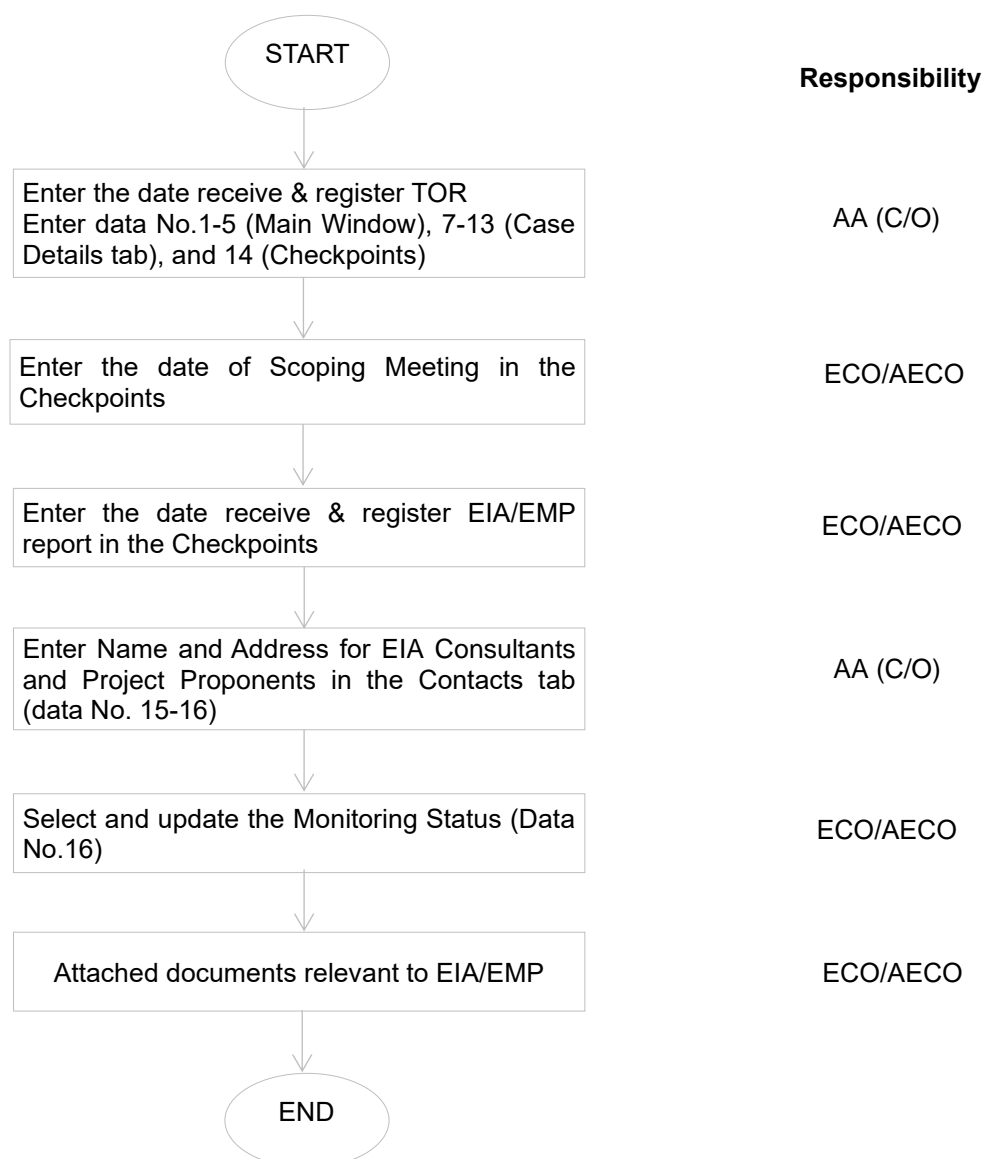 START
Responsibility
Enter the date receive & register TOR
Enter data No.1-5 (Main Window), 7-13 (Case
Details tab), and 14 (Checkpoints)
AA (C/O)
Enter the date of Scoping Meeting in the
Checkpoints
ECO/AECO
Enter the date receive & register EIA/EMP
report in the Checkpoints
ECO/AECO
Enter Name and Address for EIA Consultants
and Project Proponents in the Contacts tab
(data No. 15-16)
AA (C/O)
Select and update the Monitoring Status (Data
No.16)
ECO/AECO
Attached documents relevant to EIA/EMP
ECO/AECO
END